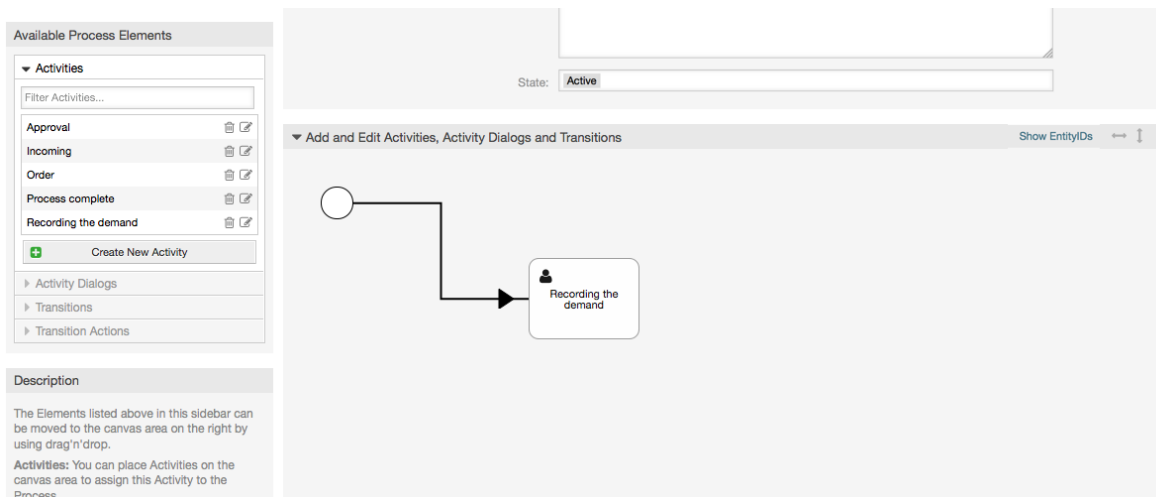 Available Process Elements
Activities
Filter Activities...
Approval
Incoming
Order
Process complete
Recording the demand
Create New Activity
Activity Dialogs
Transitions
Transition Actions
Description
The Elements listed above in this sidebar can
be moved to the canvas area on the right by
using drag'n'drop.
Activities: You can place Activities on the
canvas area to assign this Activity to the
Process.
State: Active
Add and Edit Activities, Activity Dialogs and Transitions
Show EntityIDs
Recording the
demand